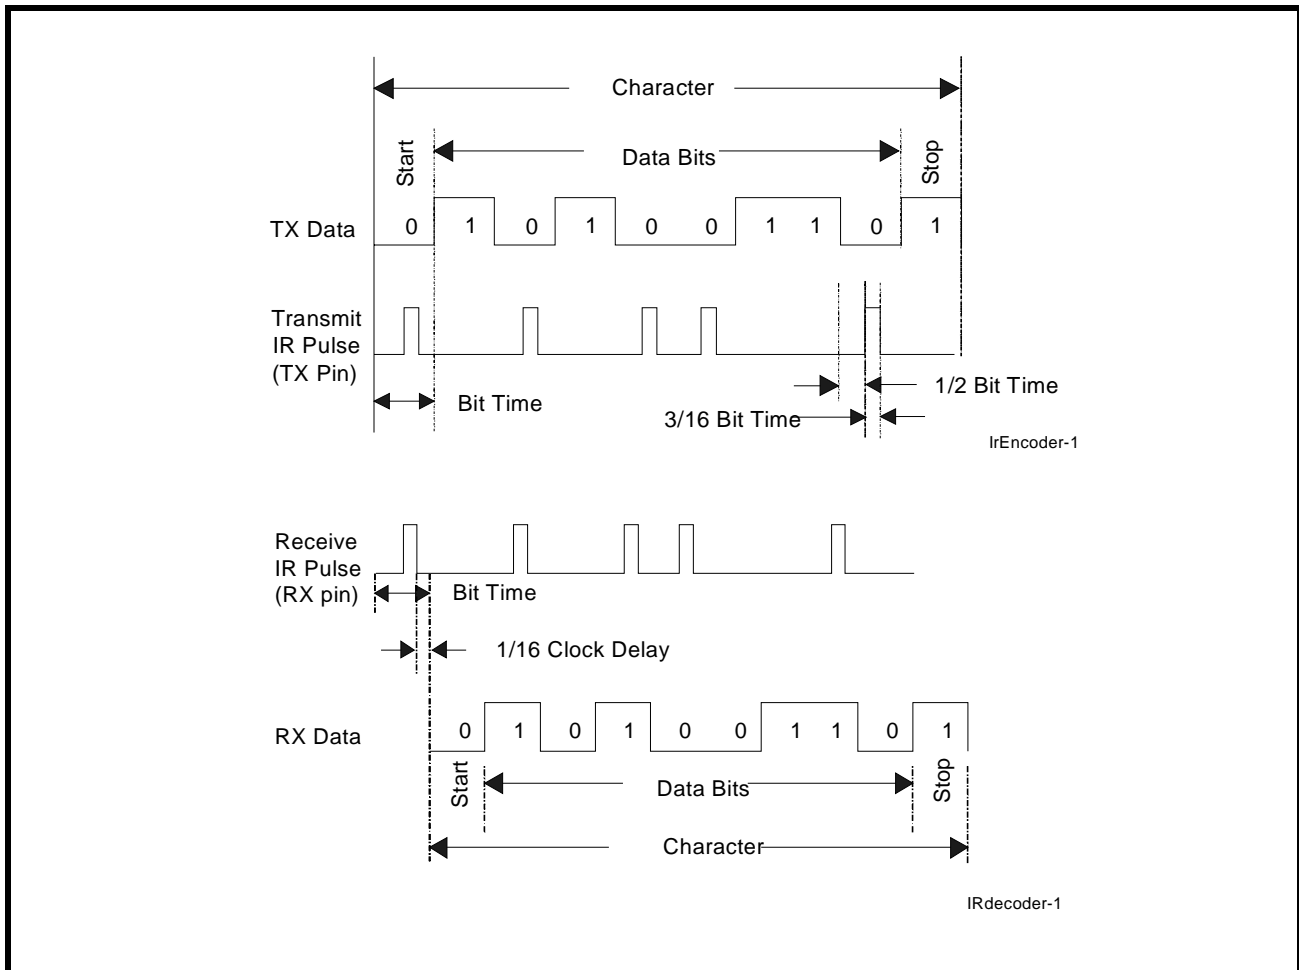 Character
Start
Data Bits
Stop
TX Data
0 1 0 1 0 0 1 1 0 1
Transmit
IR Pulse
(TX Pin)
1/2 Bit Time
Bit Time
3/16 Bit Time
IrEncoder-1
Receive
IR Pulse
(RX pin)
Bit Time
1/16 Clock Delay
RX Data
0 1 0 1 0 0 1 1 0 1
Start
Data Bits
Stop
Character
IRdecoder-1